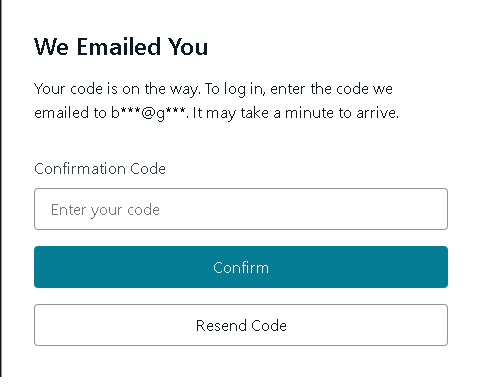 We Emailed You
Your code is on the way. To log in, enter the code we
emailed to b***@g***. It may take a minute to arrive.
Confirmation Code
Enter your code
Confirm
Resend Code